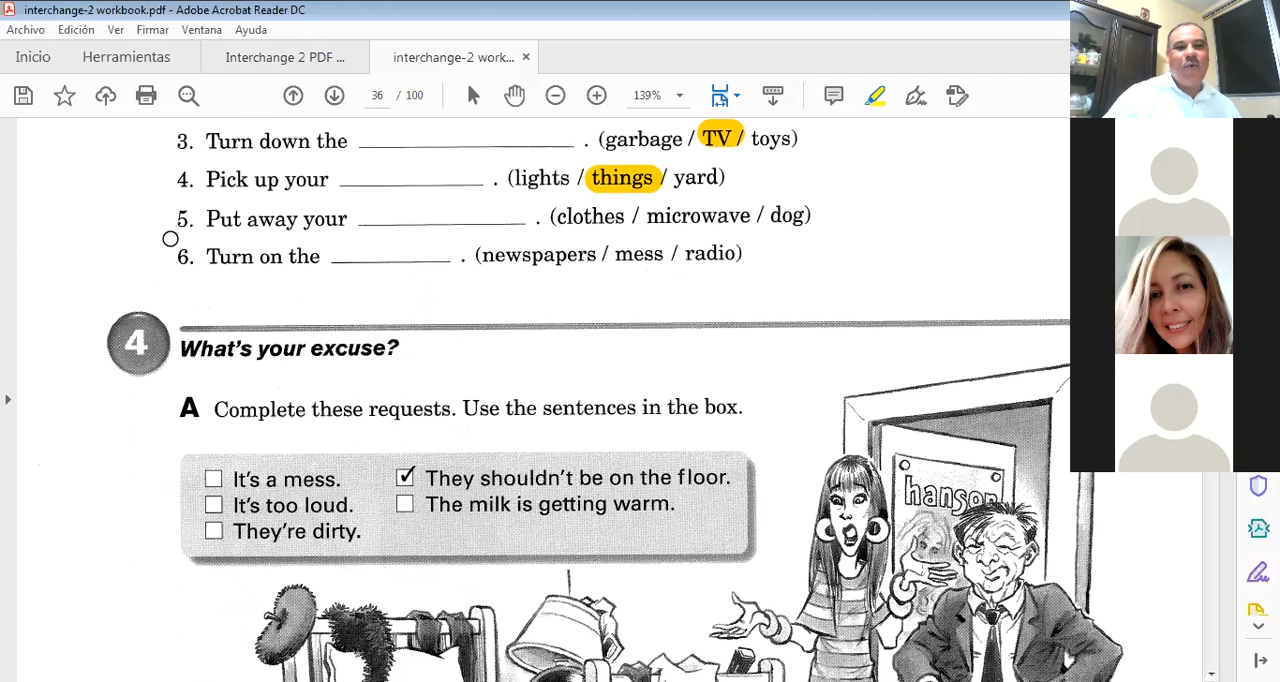 interchange-2 workbook.pdf - Adobe Acrobat Reader DC
Archivo Edición Ver Firmar Ventana Ayuda
Inicio Herramientas Interchange 2 PDF ... interchange-2 work... ×
36 / 100 139%
3. Turn down the ____________ . (garbage / TV / toys)
4. Pick up your ____________ . (lights / things / yard)
5. Put away your ____________ . (clothes / microwave / dog)
6. Turn on the ____________ . (newspapers / mess / radio)
4
What's your excuse?
A Complete these requests. Use the sentences in the box.
It's a mess. ✓ They shouldn't be on the floor.
It's too loud. The milk is getting warm.
They're dirty.
hanson